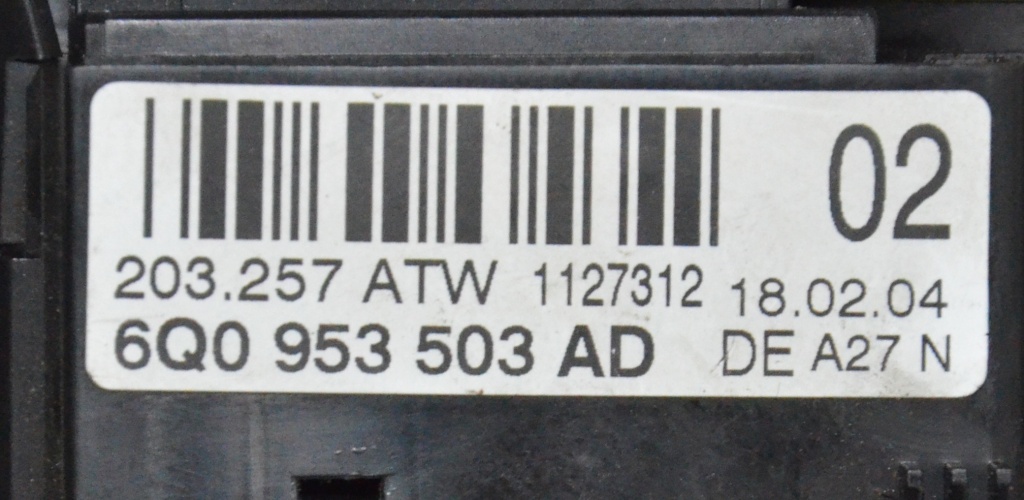 02
203.257 ATW 1127312 18.02.04
6Q0 953 503 AD DE A27 N